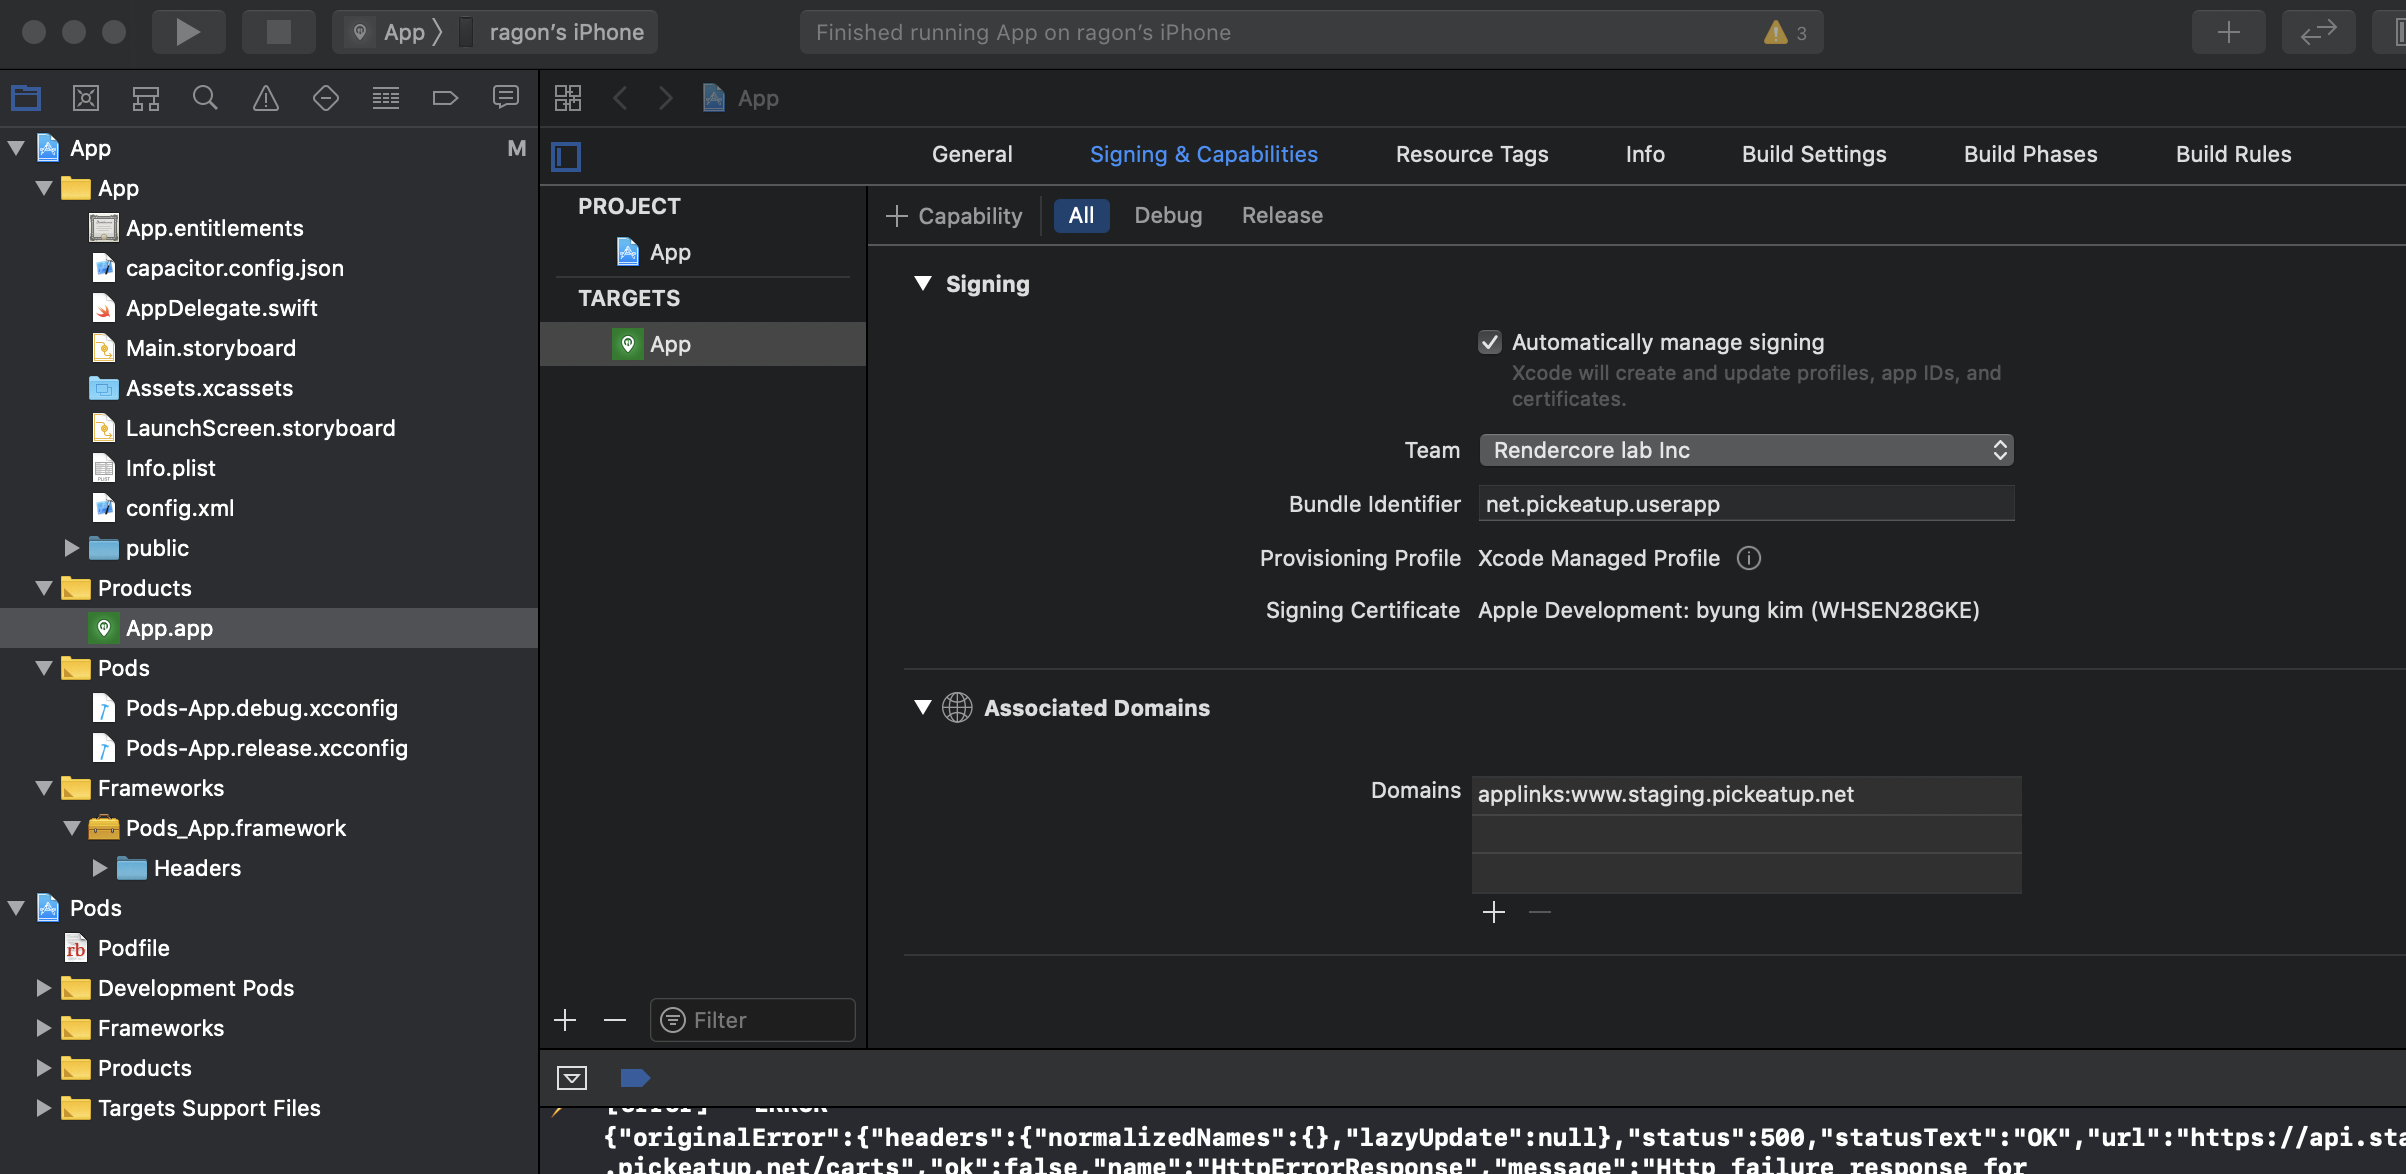 App
ragon's iPhone
Finished running App on ragon's iPhone
3
App
App
M
App
App.entitlements
capacitor.config.json
AppDelegate.swift
Main.storyboard
Assets.xcassets
LaunchScreen.storyboard
Info.plist
config.xml
public
Products
App.app
Pods
Pods-App.debug.xcconfig
Pods-App.release.xcconfig
Frameworks
Pods_App.framework
Headers
Pods
rb
Podfile
Development Pods
Frameworks
Products
Targets Support Files
General
Signing & Capabilities
Resource Tags
Info
Build Settings
Build Phases
Build Rules
PROJECT
App
TARGETS
App
Filter
Capability
All
Debug
Release
Signing
Automatically manage signing
Xcode will create and update profiles, app IDs, and
certificates.
Team
Rendercore lab Inc
Bundle Identifier
net.pickeatup.userapp
Provisioning Profile
Xcode Managed Profile
Signing Certificate
Apple Development: byung kim (WHSEN28GKE)
Associated Domains
Domains
applinks:www.staging.pickeatup.net
[error] ERROR
{"originalError":{"headers":{"normalizedNames":{},"lazyUpdate":null},"status":500,"statusText":"OK","url":"https://api.sta
.pickeatup.net/carts","ok":false,"name":"HttpErrorResponse","message":"Http failure response for